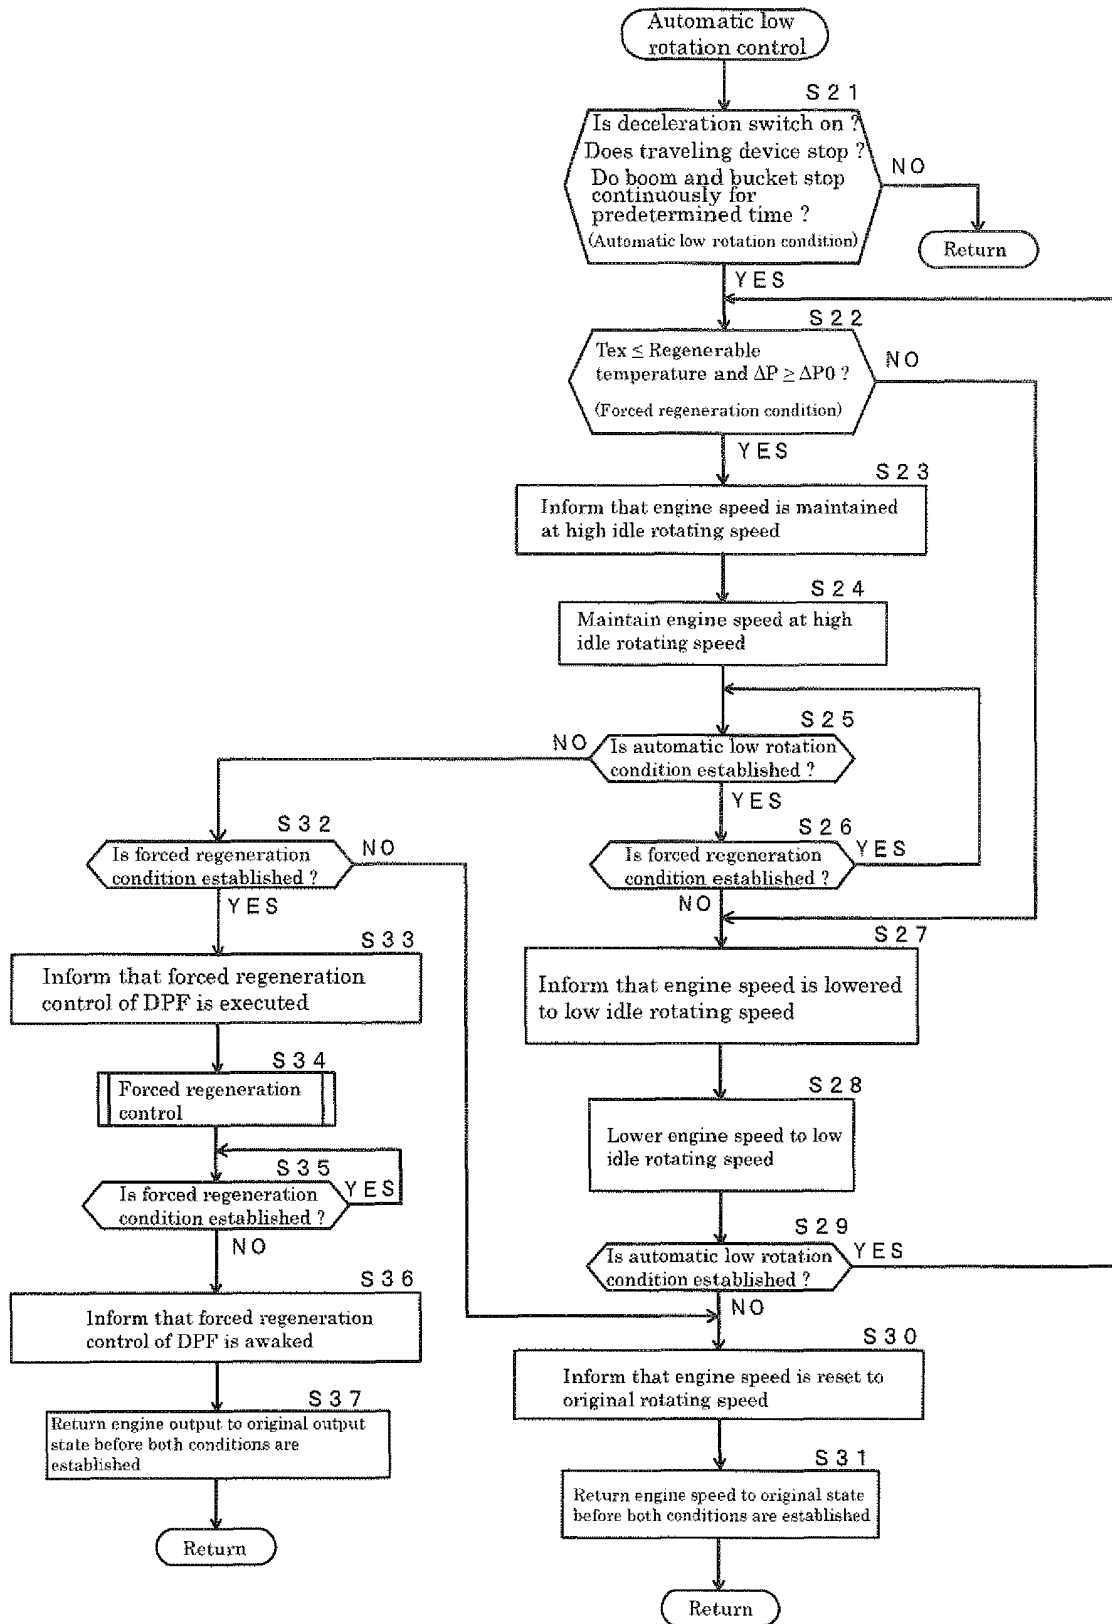 Automatic low
rotation control
S21
Is deceleration switch on ?
Does traveling device stop ?
Do boom and bucket stop
continuously for
predetermined time ?
(Automatic low rotation condition)
NO
Return
YES
S22
Tex ≤ Regenerable
temperature and ΔP ≥ ΔP0 ?
(Forced regeneration condition)
NO
YES
S23
Inform that engine speed is maintained
at high idle rotating speed
S24
Maintain engine speed at high
idle rotating speed
S25
Is automatic low rotation
condition established ?
NO
YES
S26
Is forced regeneration
condition established ?
YES
NO
S32
Is forced regeneration
condition established ?
NO
YES
S33
Inform that forced regeneration
control of DPF is executed
S34
Forced regeneration
control
S35
Is forced regeneration
condition established ?
YES
NO
S36
Inform that forced regeneration
control of DPF is awaked
S37
Return engine output to original output
state before both conditions are
established
Return
S27
Inform that engine speed is lowered
to low idle rotating speed
S28
Lower engine speed to low
idle rotating speed
S29
Is automatic low rotation
condition established ?
YES
NO
S30
Inform that engine speed is reset to
original rotating speed
S31
Return engine speed to original state
before both conditions are established
Return